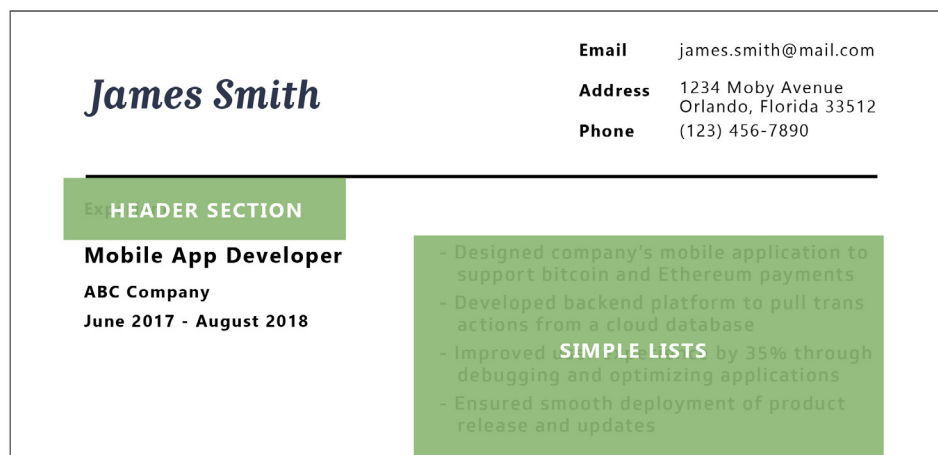 James Smith
Email james.smith@mail.com
Address 1234 Moby Avenue
Orlando, Florida 33512
Phone (123) 456-7890
HEADER SECTION
Mobile App Developer
ABC Company
June 2017 - August 2018
- Designed company's mobile application to
support bitcoin and Ethereum payments
- Developed backend platform to pull trans
actions from a cloud database
SIMPLE LISTS
- Improved by 35% through
debugging and optimizing applications
- Ensured smooth deployment of product
release and updates